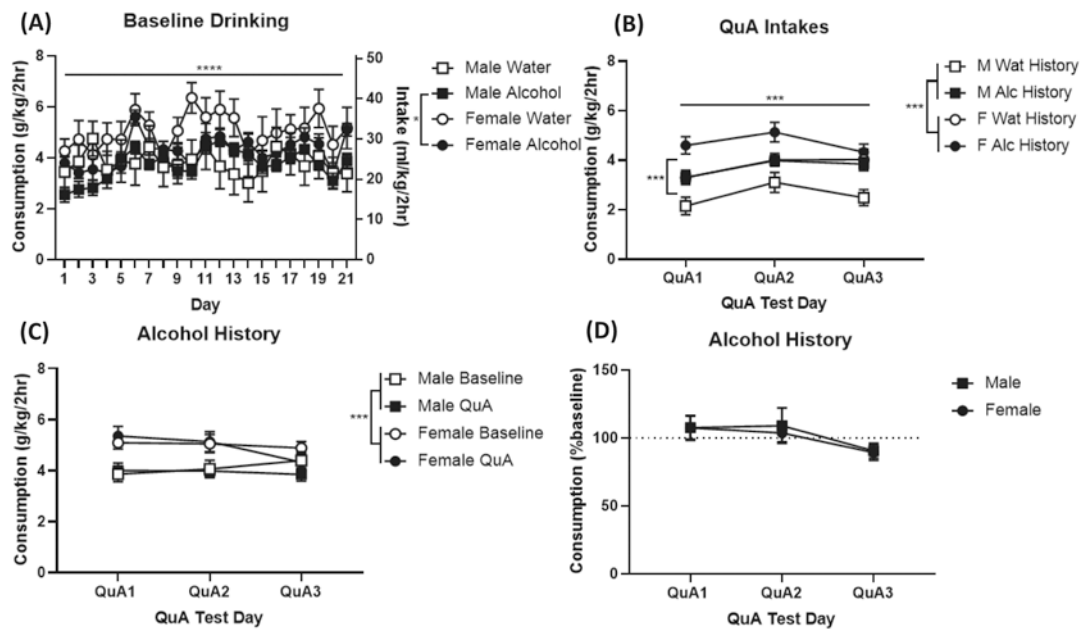 (A)
Baseline Drinking
Consumption (g/kg/2hr)
8
6
4
2
0
****
50
40
30
20
10
0
Intake (ml/kg/2hr)
1 3 5 7 9 11 13 15 17 19 21
Day
Male Water
Male Alcohol
Female Water
Female Alcohol
*
(B)
QuA Intakes
Consumption (g/kg/2hr)
8
6
4
2
0
***
***
QuA1 QuA2 QuA3
QuA Test Day
M Wat History
M Alc History
F Wat History
F Alc History
***
(C)
Alcohol History
Consumption (g/kg/2hr)
8
6
4
2
0
QuA1 QuA2 QuA3
QuA Test Day
Male Baseline
Male QuA
Female Baseline
Female QuA
***
(D)
Alcohol History
Consumption (%baseline)
150
100
50
0
QuA1 QuA2 QuA3
QuA Test Day
Male
Female